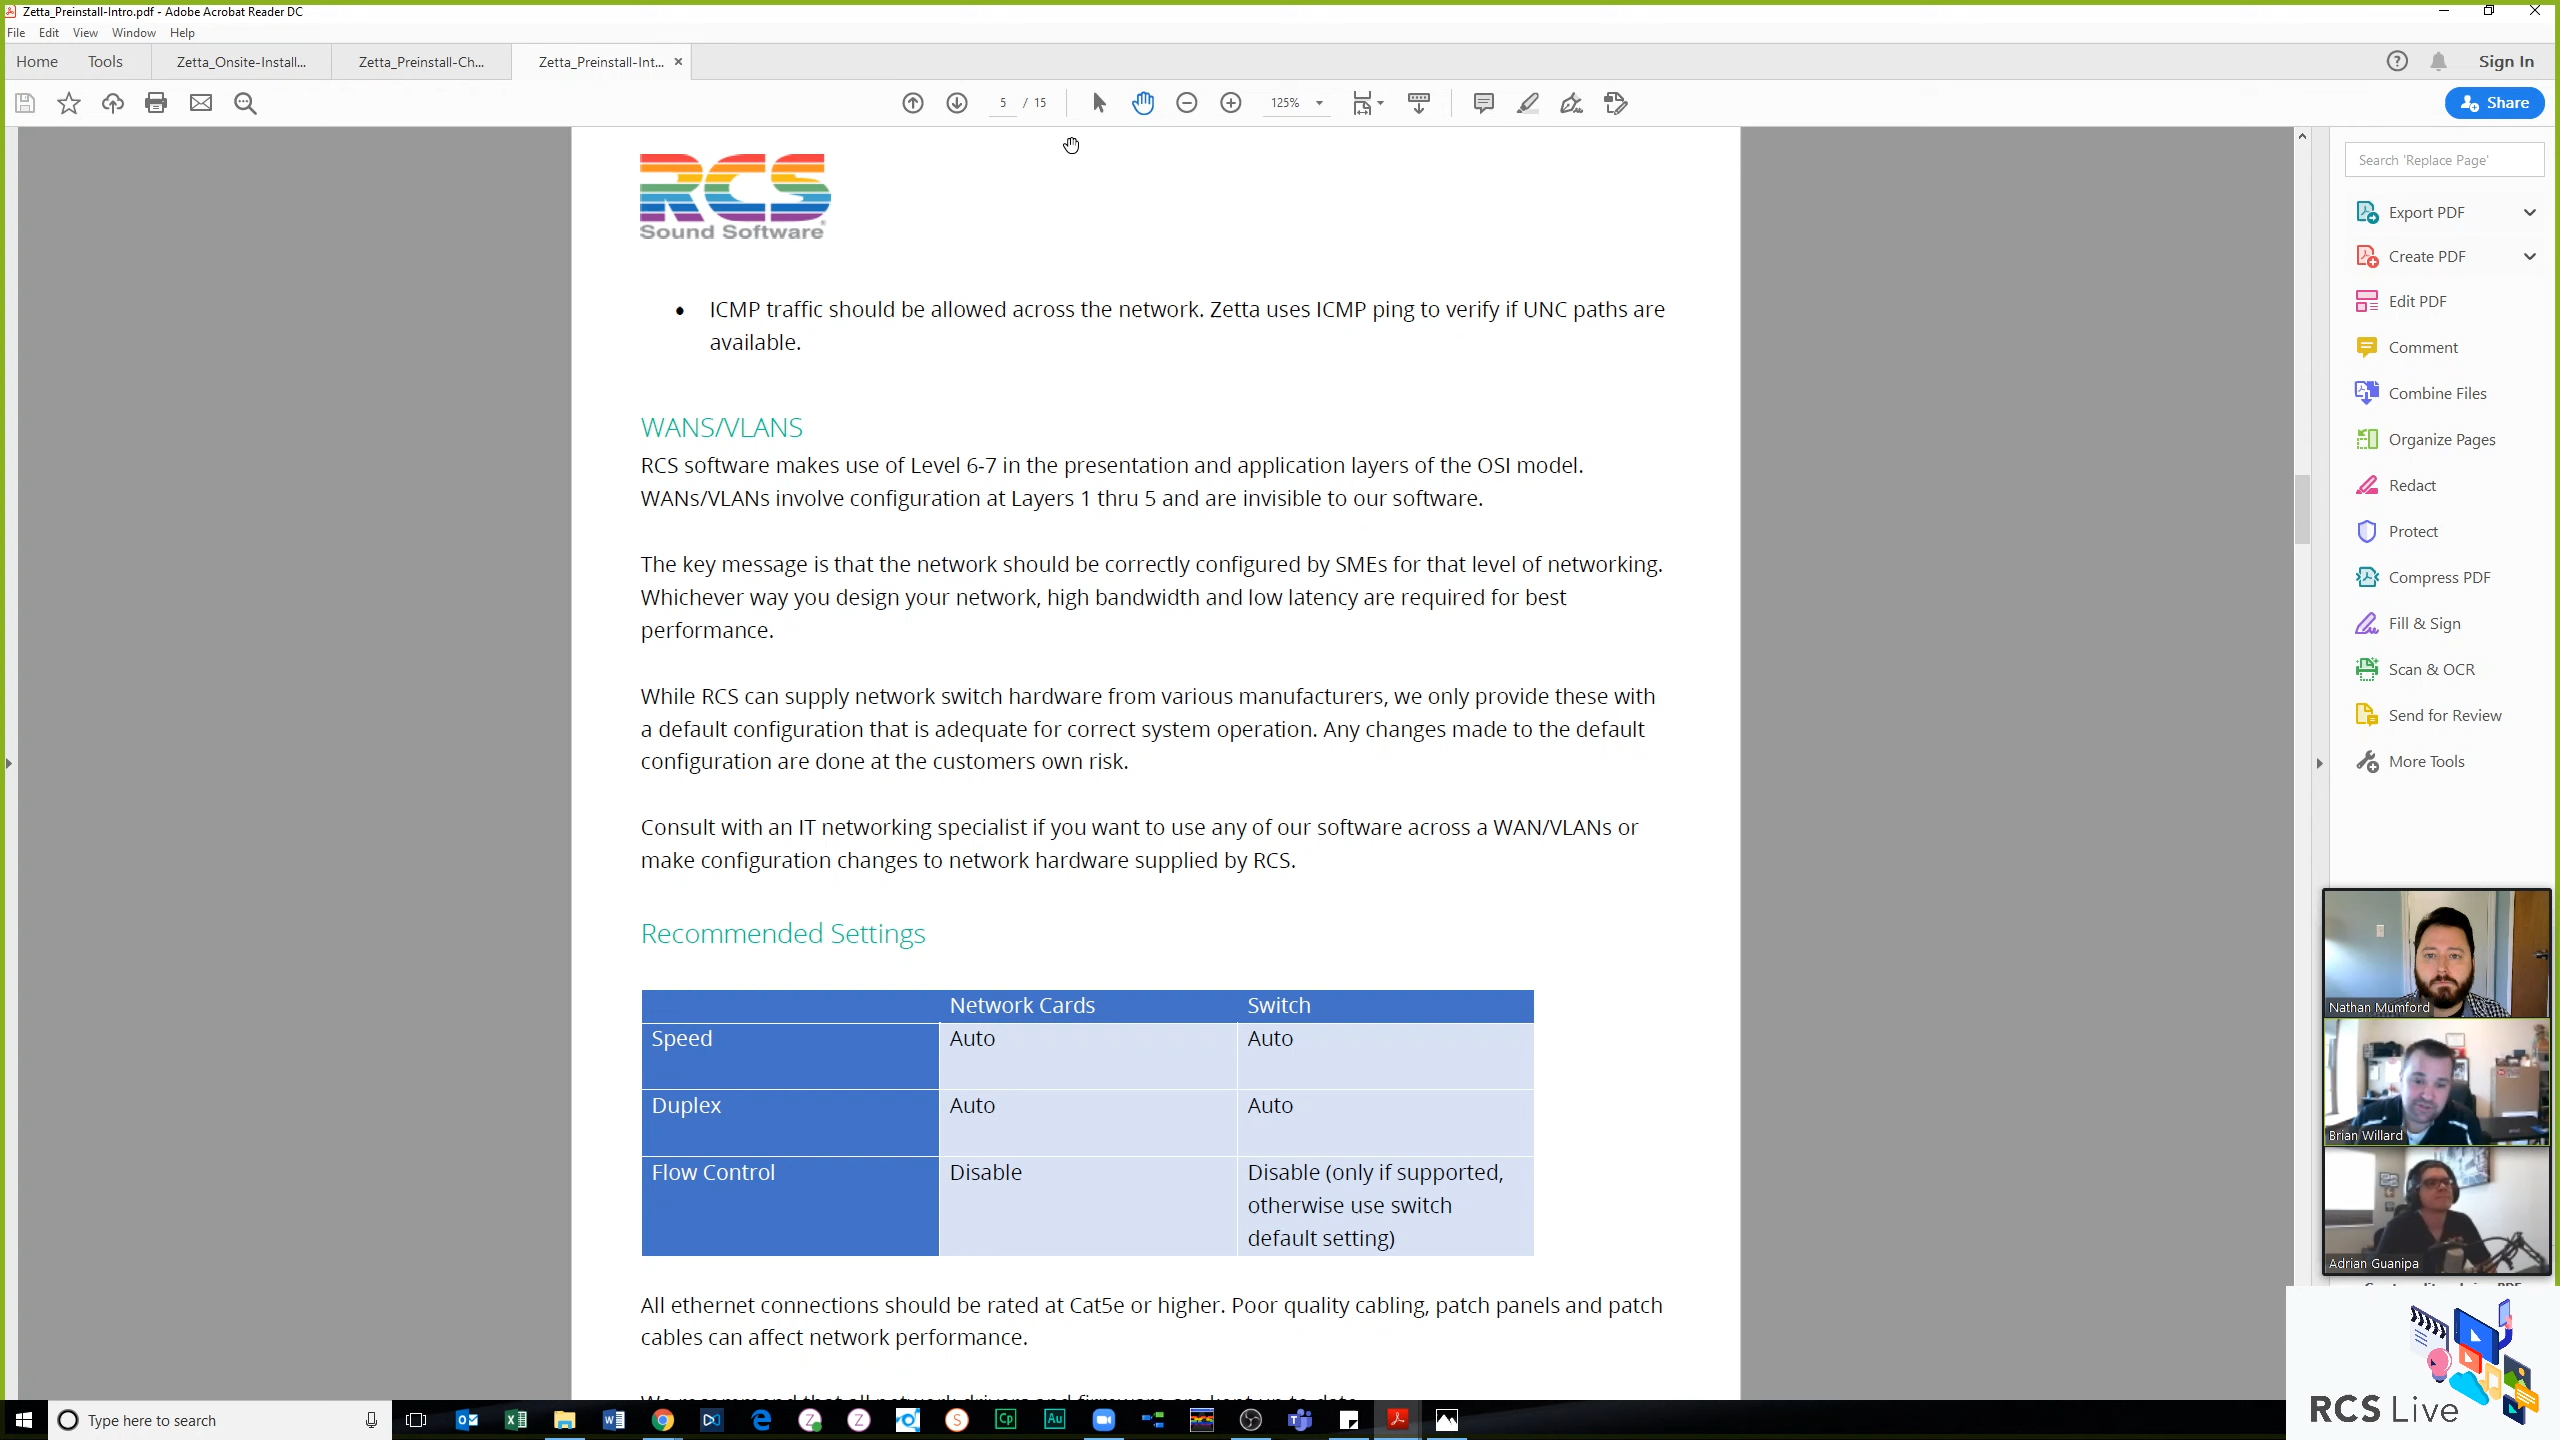 Zetta_Preinstall-Intro.pdf - Adobe Acrobat Reader DC
File Edit View Window Help
Home Tools Zetta_Onsite-Install... Zetta_Preinstall-Ch... Zetta_Preinstall-Int... × Sign In
5 / 15 125% Share
RCS
Sound Software
• ICMP traffic should be allowed across the network. Zetta uses ICMP ping to verify if UNC paths are
available.
WANS/VLANS
RCS software makes use of Level 6-7 in the presentation and application layers of the OSI model.
WANs/VLANs involve configuration at Layers 1 thru 5 and are invisible to our software.
The key message is that the network should be correctly configured by SMEs for that level of networking.
Whichever way you design your network, high bandwidth and low latency are required for best
performance.
While RCS can supply network switch hardware from various manufacturers, we only provide these with
a default configuration that is adequate for correct system operation. Any changes made to the default
configuration are done at the customers own risk.
Consult with an IT networking specialist if you want to use any of our software across a WAN/VLANs or
make configuration changes to network hardware supplied by RCS.
Recommended Settings
Network Cards Switch
Speed Auto Auto
Duplex Auto Auto
Flow Control Disable Disable (only if supported,
otherwise use switch
default setting)
All ethernet connections should be rated at Cat5e or higher. Poor quality cabling, patch panels and patch
cables can affect network performance.
We recommend that all network drivers and firmware are kept up to date.
Search 'Replace Page'
Export PDF
Create PDF
Edit PDF
Comment
Combine Files
Organize Pages
Redact
Protect
Compress PDF
Fill & Sign
Scan & OCR
Send for Review
More Tools
Nathan Mumford
Brian Willard
Adrian Guanipa
RCS Live
Type here to search